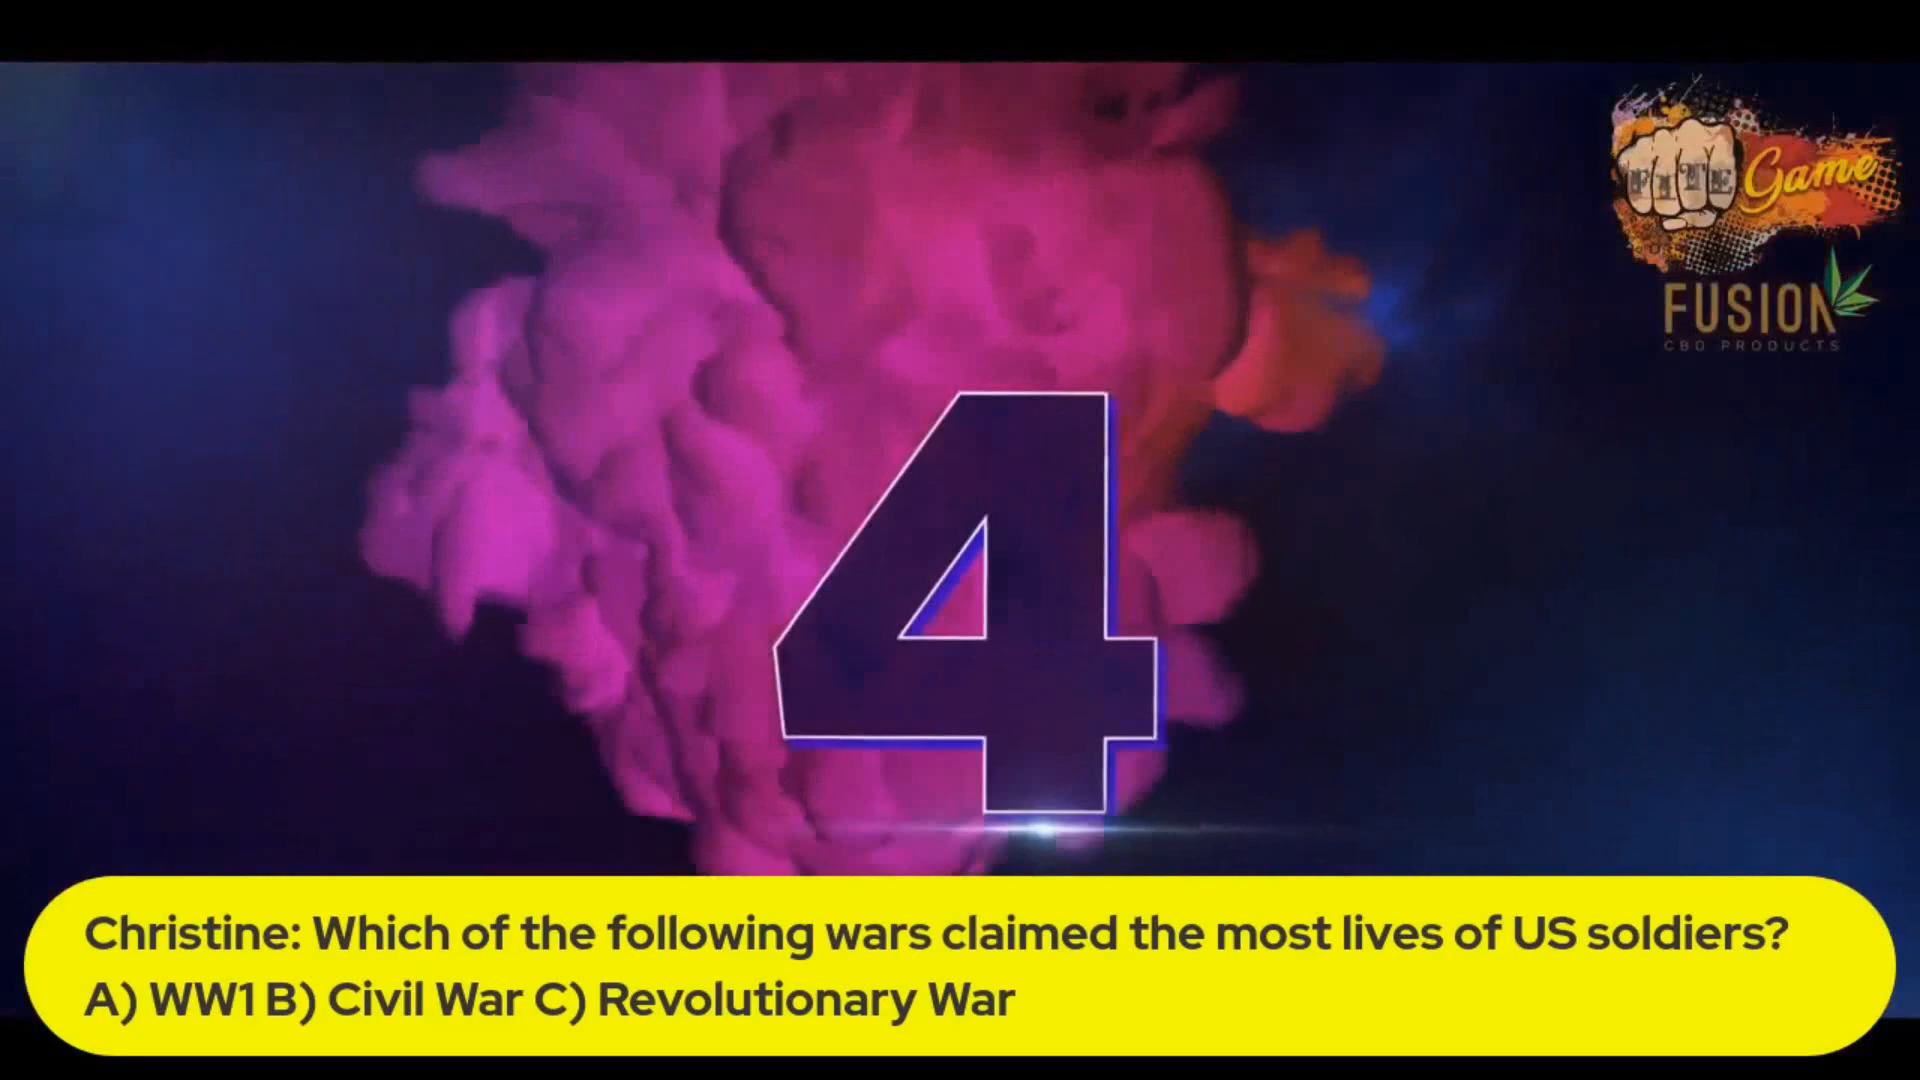 FITE
Game
FUSION
CBD PRODUCTS
4
Christine: Which of the following wars claimed the most lives of US soldiers?
A) WW1 B) Civil War C) Revolutionary War